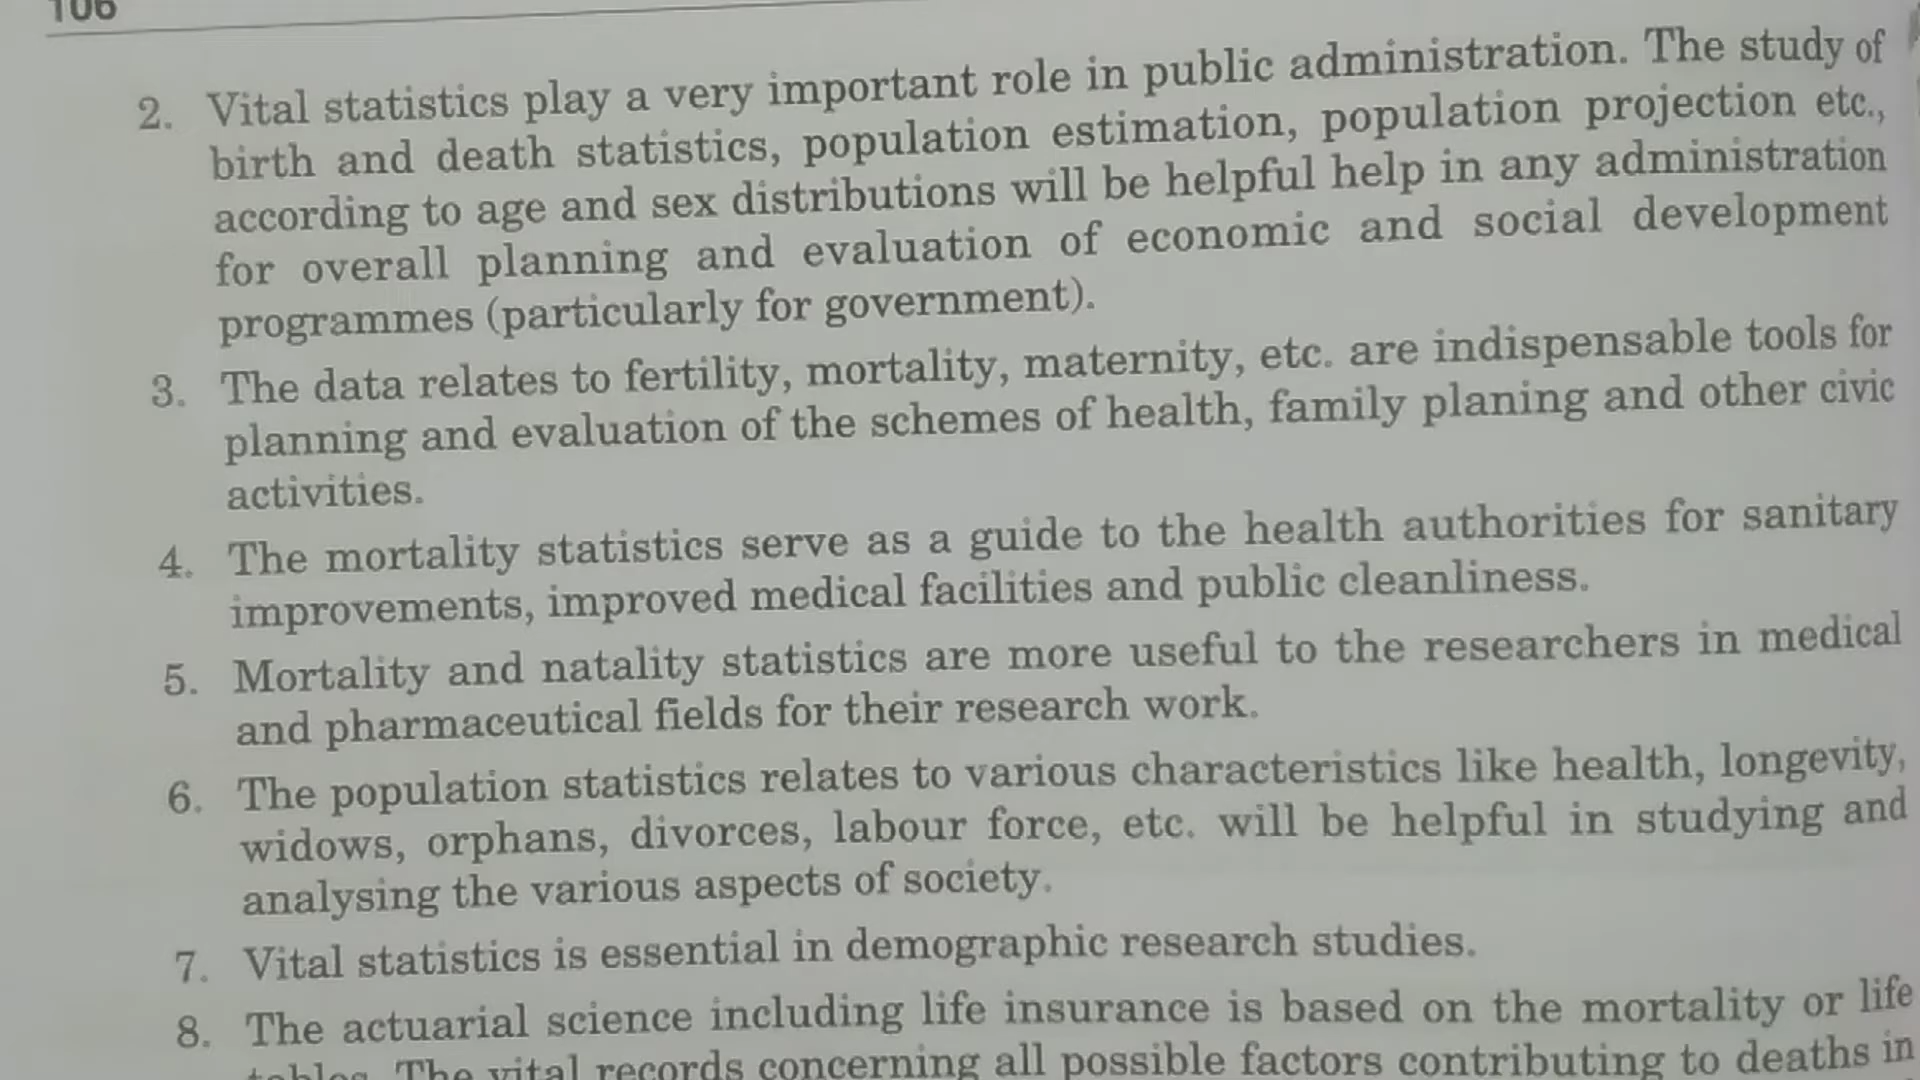 106
2. Vital statistics play a very important role in public administration. The study of
birth and death statistics, population estimation, population projection etc.,
according to age and sex distributions will be helpful help in any administration
for overall planning and evaluation of economic and social development
programmes (particularly for government).
3. The data relates to fertility, mortality, maternity, etc. are indispensable tools for
planning and evaluation of the schemes of health, family planing and other civic
activities.
4. The mortality statistics serve as a guide to the health authorities for sanitary
improvements, improved medical facilities and public cleanliness.
5. Mortality and natality statistics are more useful to the researchers in medical
and pharmaceutical fields for their research work.
6. The population statistics relates to various characteristics like health, longevity,
widows, orphans, divorces, labour force, etc. will be helpful in studying and
analysing the various aspects of society.
7. Vital statistics is essential in demographic research studies.
8. The actuarial science including life insurance is based on the mortality or life
tables. The vital records concerning all possible factors contributing to deaths in